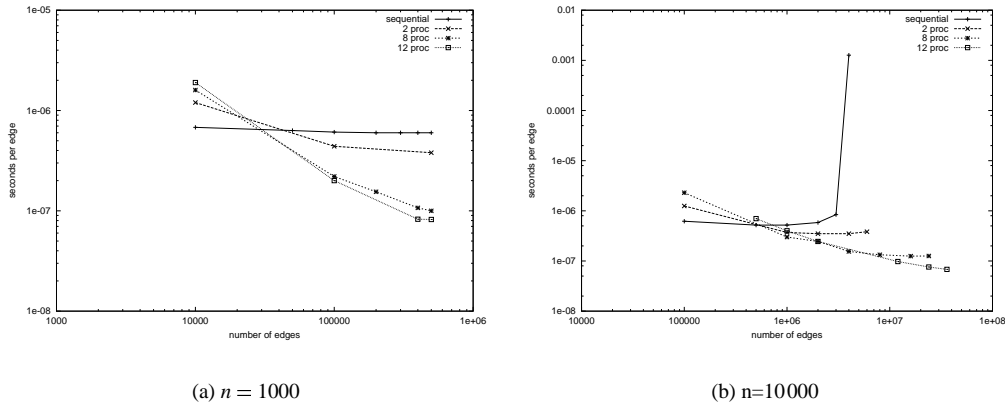 1e-05
1e-06
1e-07
1e-08
seconds per edge
1000
10000
100000
1e+06
number of edges
sequential
2 proc
8 proc
12 proc
(a) n = 1000
0.01
0.001
0.0001
1e-05
1e-06
1e-07
1e-08
seconds per edge
10000
100000
1e+06
1e+07
1e+08
number of edges
sequential
2 proc
8 proc
12 proc
(b) n=10000